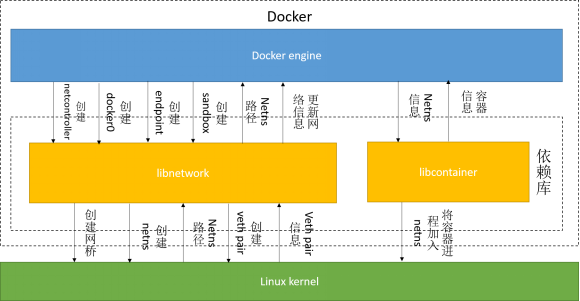 Docker
Docker engine
创建
netcontroller
创建
docker0
创建
endpoint
创建
sandbox
Netns
路径
更新网
络信息
Netns
信息
容器
信息
libnetwork
libcontainer
依赖库
创建网桥
创建
netns
Netns
路径
创建
veth pair
Veth pair
信息
将容器进
程加入
netns
Linux kernel